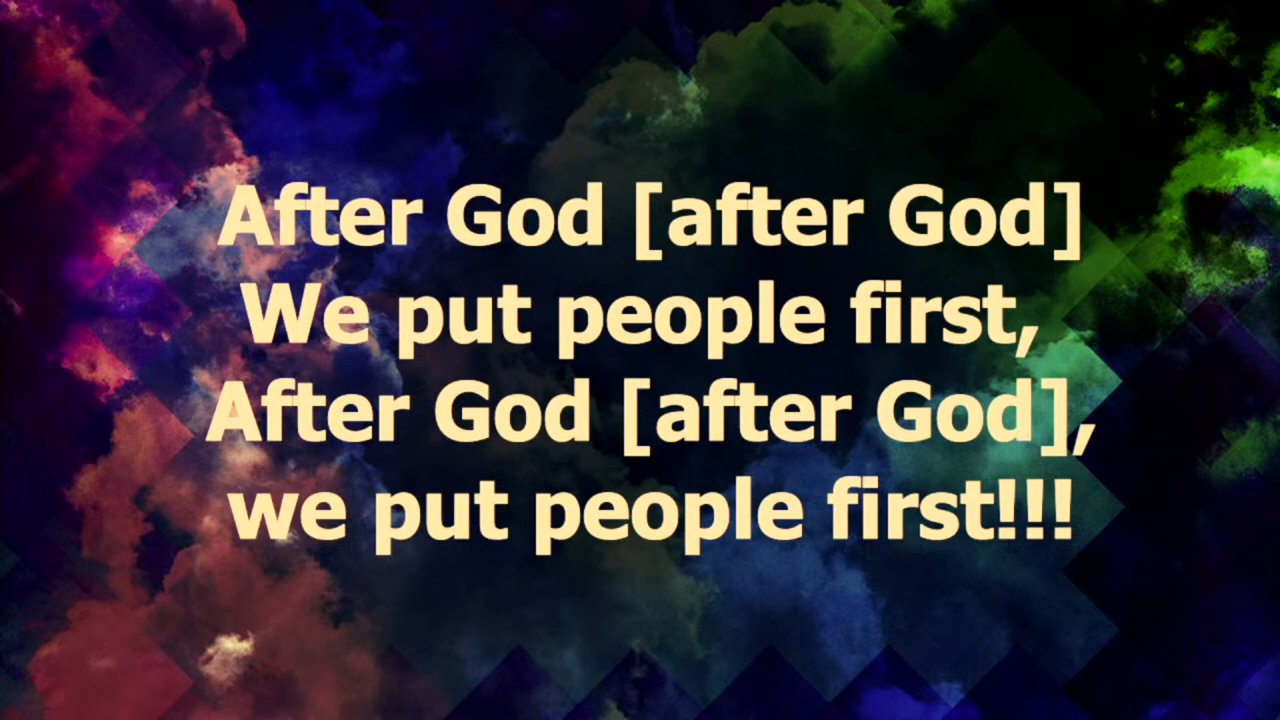 After God [after God]
We put people first,
After God [after God],
we put people first!!!